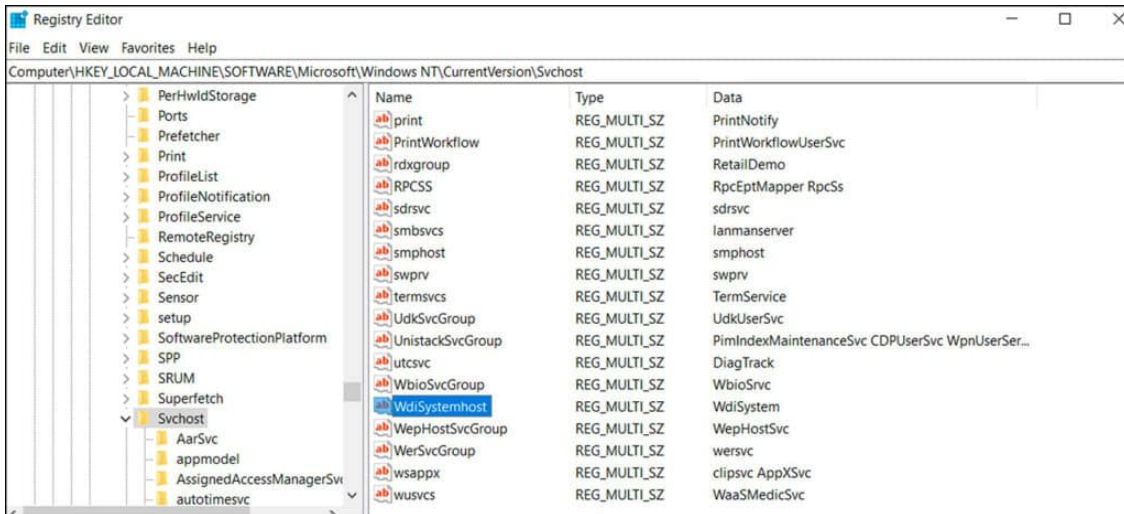 Registry Editor
File Edit View Favorites Help
Computer\HKEY_LOCAL_MACHINE\SOFTWARE\Microsoft\Windows NT\CurrentVersion\Svchost
PerHwIdStorage
Ports
Prefetcher
Print
ProfileList
ProfileNotification
ProfileService
RemoteRegistry
Schedule
SecEdit
Sensor
setup
SoftwareProtectionPlatform
SPP
SRUM
Superfetch
Svchost
AarSvc
appmodel
AssignedAccessManagerSv
autotimesvc
Name Type Data
print REG_MULTI_SZ PrintNotify
PrintWorkflow REG_MULTI_SZ PrintWorkflowUserSvc
rdxgroup REG_MULTI_SZ RetailDemo
RPCSS REG_MULTI_SZ RpcEptMapper RpcSs
sdrsvc REG_MULTI_SZ sdrsvc
smbsvcs REG_MULTI_SZ lanmanserver
smphost REG_MULTI_SZ smphost
swprv REG_MULTI_SZ swprv
termsvcs REG_MULTI_SZ TermService
UdkSvcGroup REG_MULTI_SZ UdkUserSvc
UnistackSvcGroup REG_MULTI_SZ PimIndexMaintenanceSvc CDPUserSvc WpnUserSer...
utcsvc REG_MULTI_SZ DiagTrack
WbioSvcGroup REG_MULTI_SZ WbioSrvc
WdiSystemhost REG_MULTI_SZ WdiSystem
WepHostSvcGroup REG_MULTI_SZ WepHostSvc
WerSvcGroup REG_MULTI_SZ wersvc
wsappx REG_MULTI_SZ clipsvc AppXSvc
wusvcs REG_MULTI_SZ WaaSMedicSvc